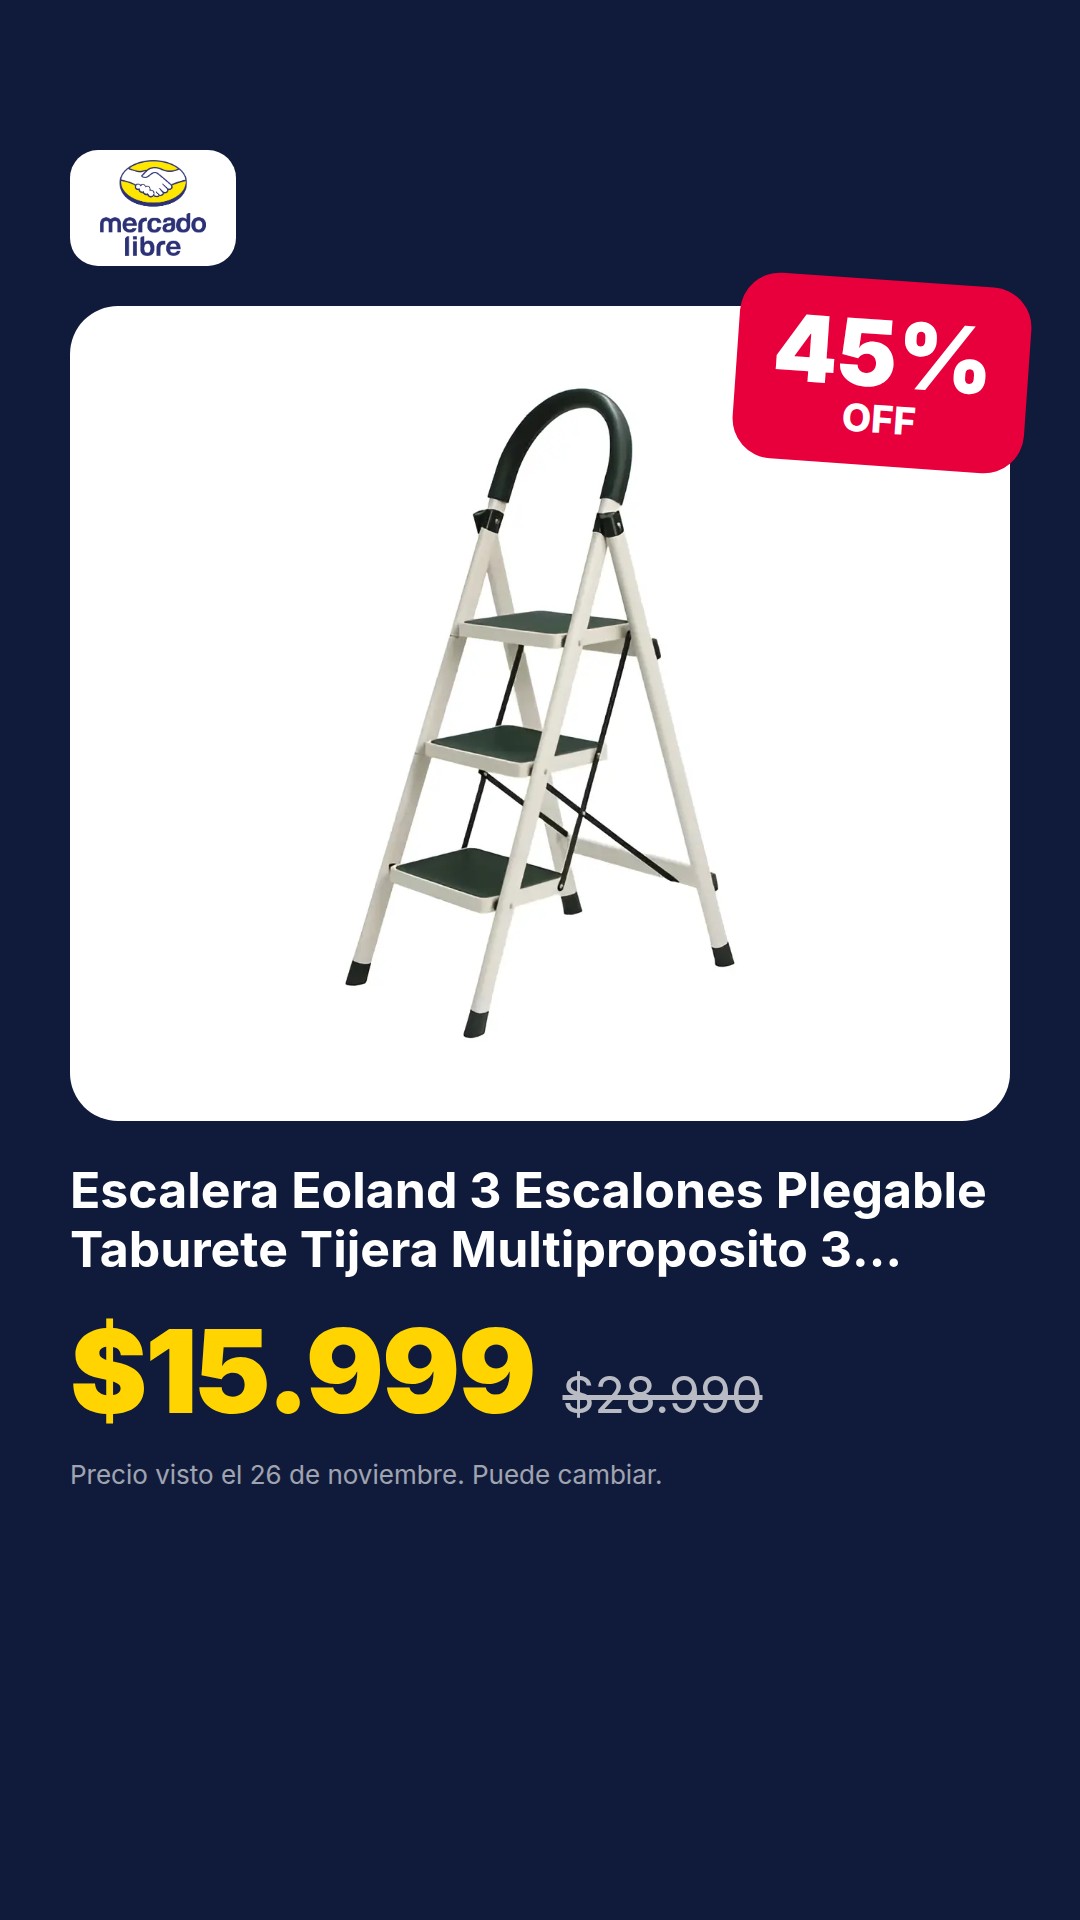 mercado
libre
45%
OFF
Escalera Eoland 3 Escalones Plegable
Taburete Tijera Multiproposito 3...
$15.999 $28.990
Precio visto el 26 de noviembre. Puede cambiar.